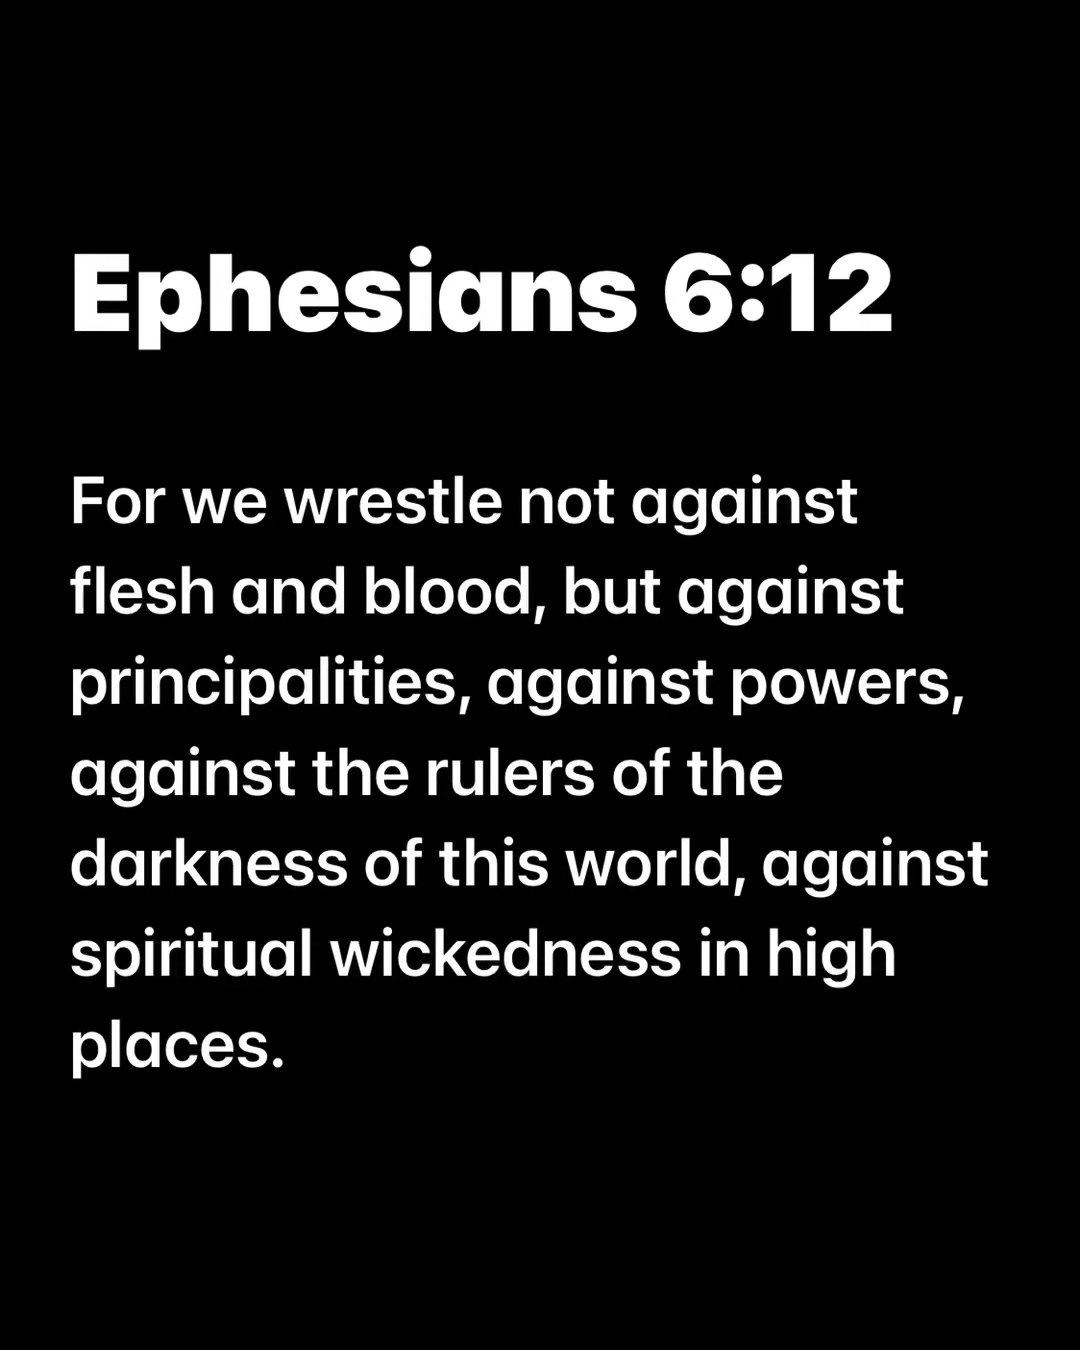 Ephesians 6:12
For we wrestle not against
flesh and blood, but against
principalities, against powers,
against the rulers of the
darkness of this world, against
spiritual wickedness in high
places.